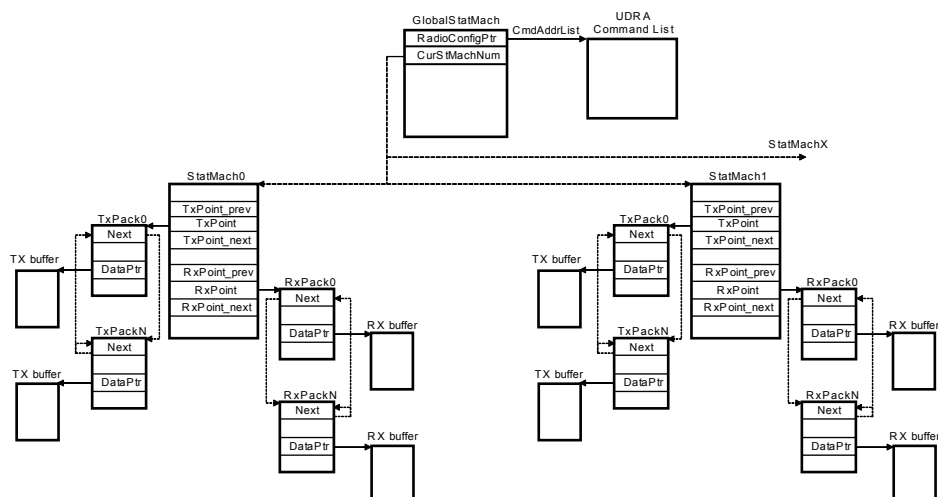 GlobalStatMach
RadioConfigPtr
CurStMachNum
CmdAddrList
UDRA
Command List
StatMachX
StatMach0
TxPoint_prev
TxPoint
TxPoint_next
RxPoint_prev
RxPoint
RxPoint_next
TxPack0
Next
DataPtr
TX buffer
TxPackN
Next
DataPtr
TX buffer
RxPack0
Next
DataPtr
RX buffer
RxPackN
Next
DataPtr
RX buffer
StatMach1
TxPoint_prev
TxPoint
TxPoint_next
RxPoint_prev
RxPoint
RxPoint_next
TxPack0
Next
DataPtr
TX buffer
TxPackN
Next
DataPtr
TX buffer
RxPack0
Next
DataPtr
RX buffer
RxPackN
Next
DataPtr
RX buffer